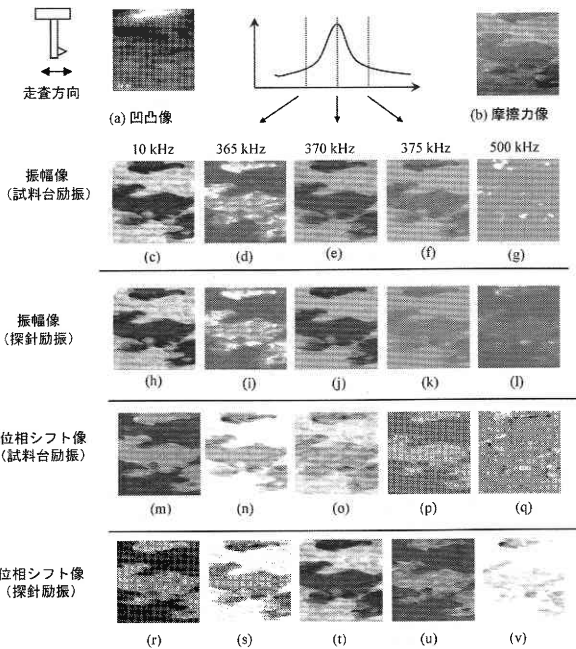 走査方向
(a) 凹凸像
(b) 摩擦力像
10 kHz
365 kHz
370 kHz
375 kHz
500 kHz
振幅像
(試料台励振)
(c)
(d)
(e)
(f)
(g)
振幅像
(探針励振)
(h)
(i)
(j)
(k)
(l)
位相シフト像
(試料台励振)
(m)
(n)
(o)
(p)
(q)
位相シフト像
(探針励振)
(r)
(s)
(t)
(u)
(v)